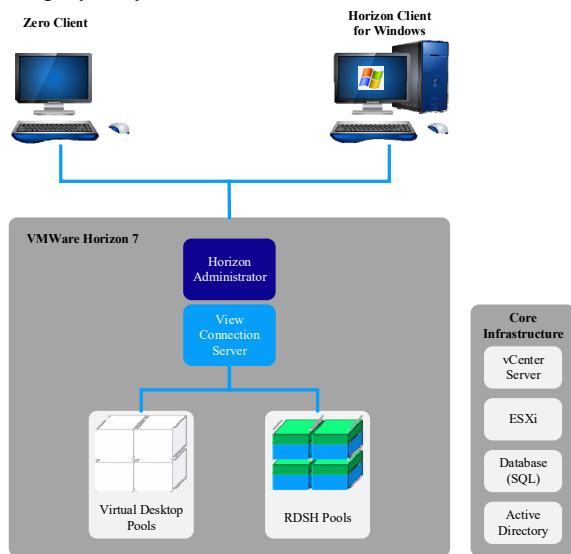 Zero Client
Horizon Client
for Windows
VMWare Horizon 7
Horizon
Administrator
View
Connection
Server
Virtual Desktop
Pools
RDSH Pools
Core
Infrastructure
vCenter
Server
ESXi
Database
(SQL)
Active
Directory